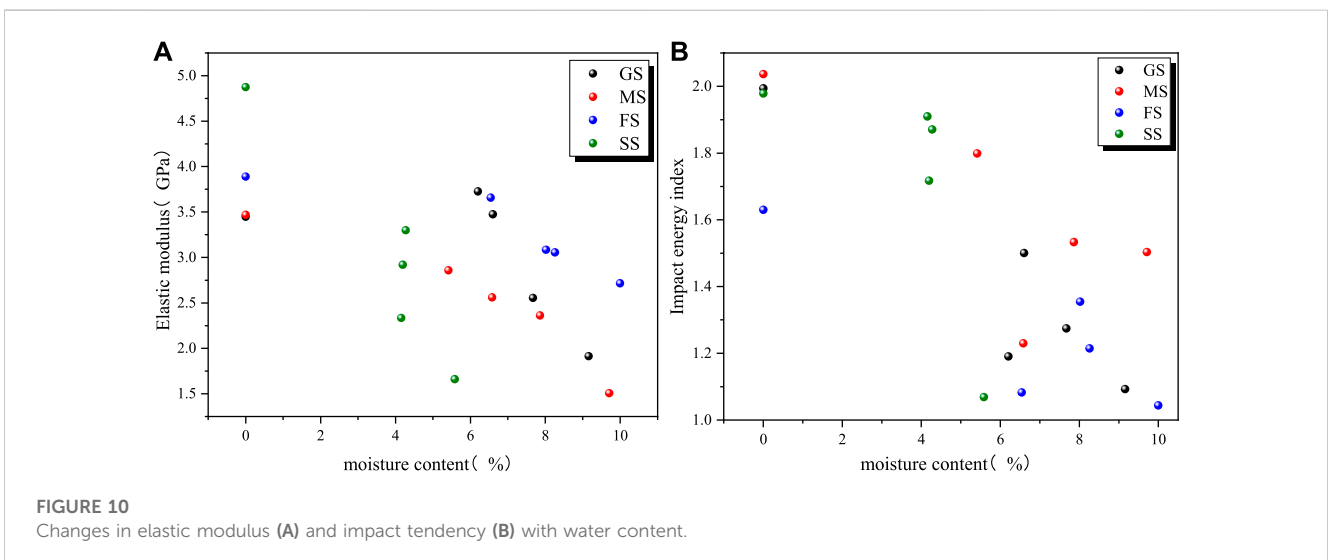 A
Elastic modulus( GPa)
5.0
4.5
4.0
3.5
3.0
2.5
2.0
1.5
0 2 4 6 8 10
moisture content( %)
GS
MS
FS
SS
B
Impact energy index
2.0
1.8
1.6
1.4
1.2
1.0
0 2 4 6 8 10
moisture content( %)
GS
MS
FS
SS
FIGURE 10
Changes in elastic modulus (A) and impact tendency (B) with water content.